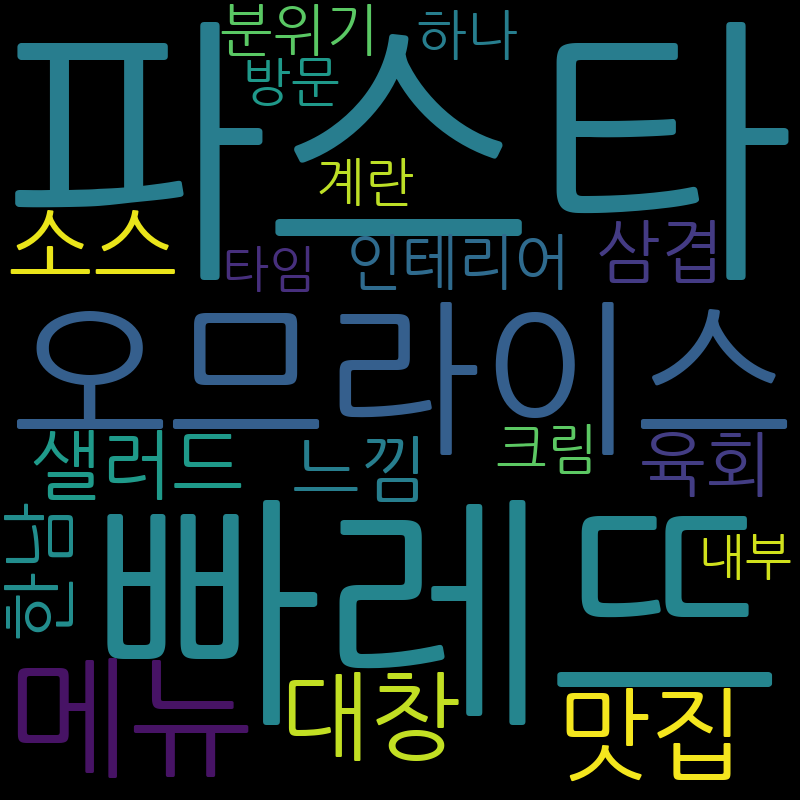 분위기
하나
방문
파스타
계란
소스
타임
인테리어
삼겹
오므라이스
샐러드
느낌
크림
육회
한남
빠레뜨
내부
메뉴
대창
맛집